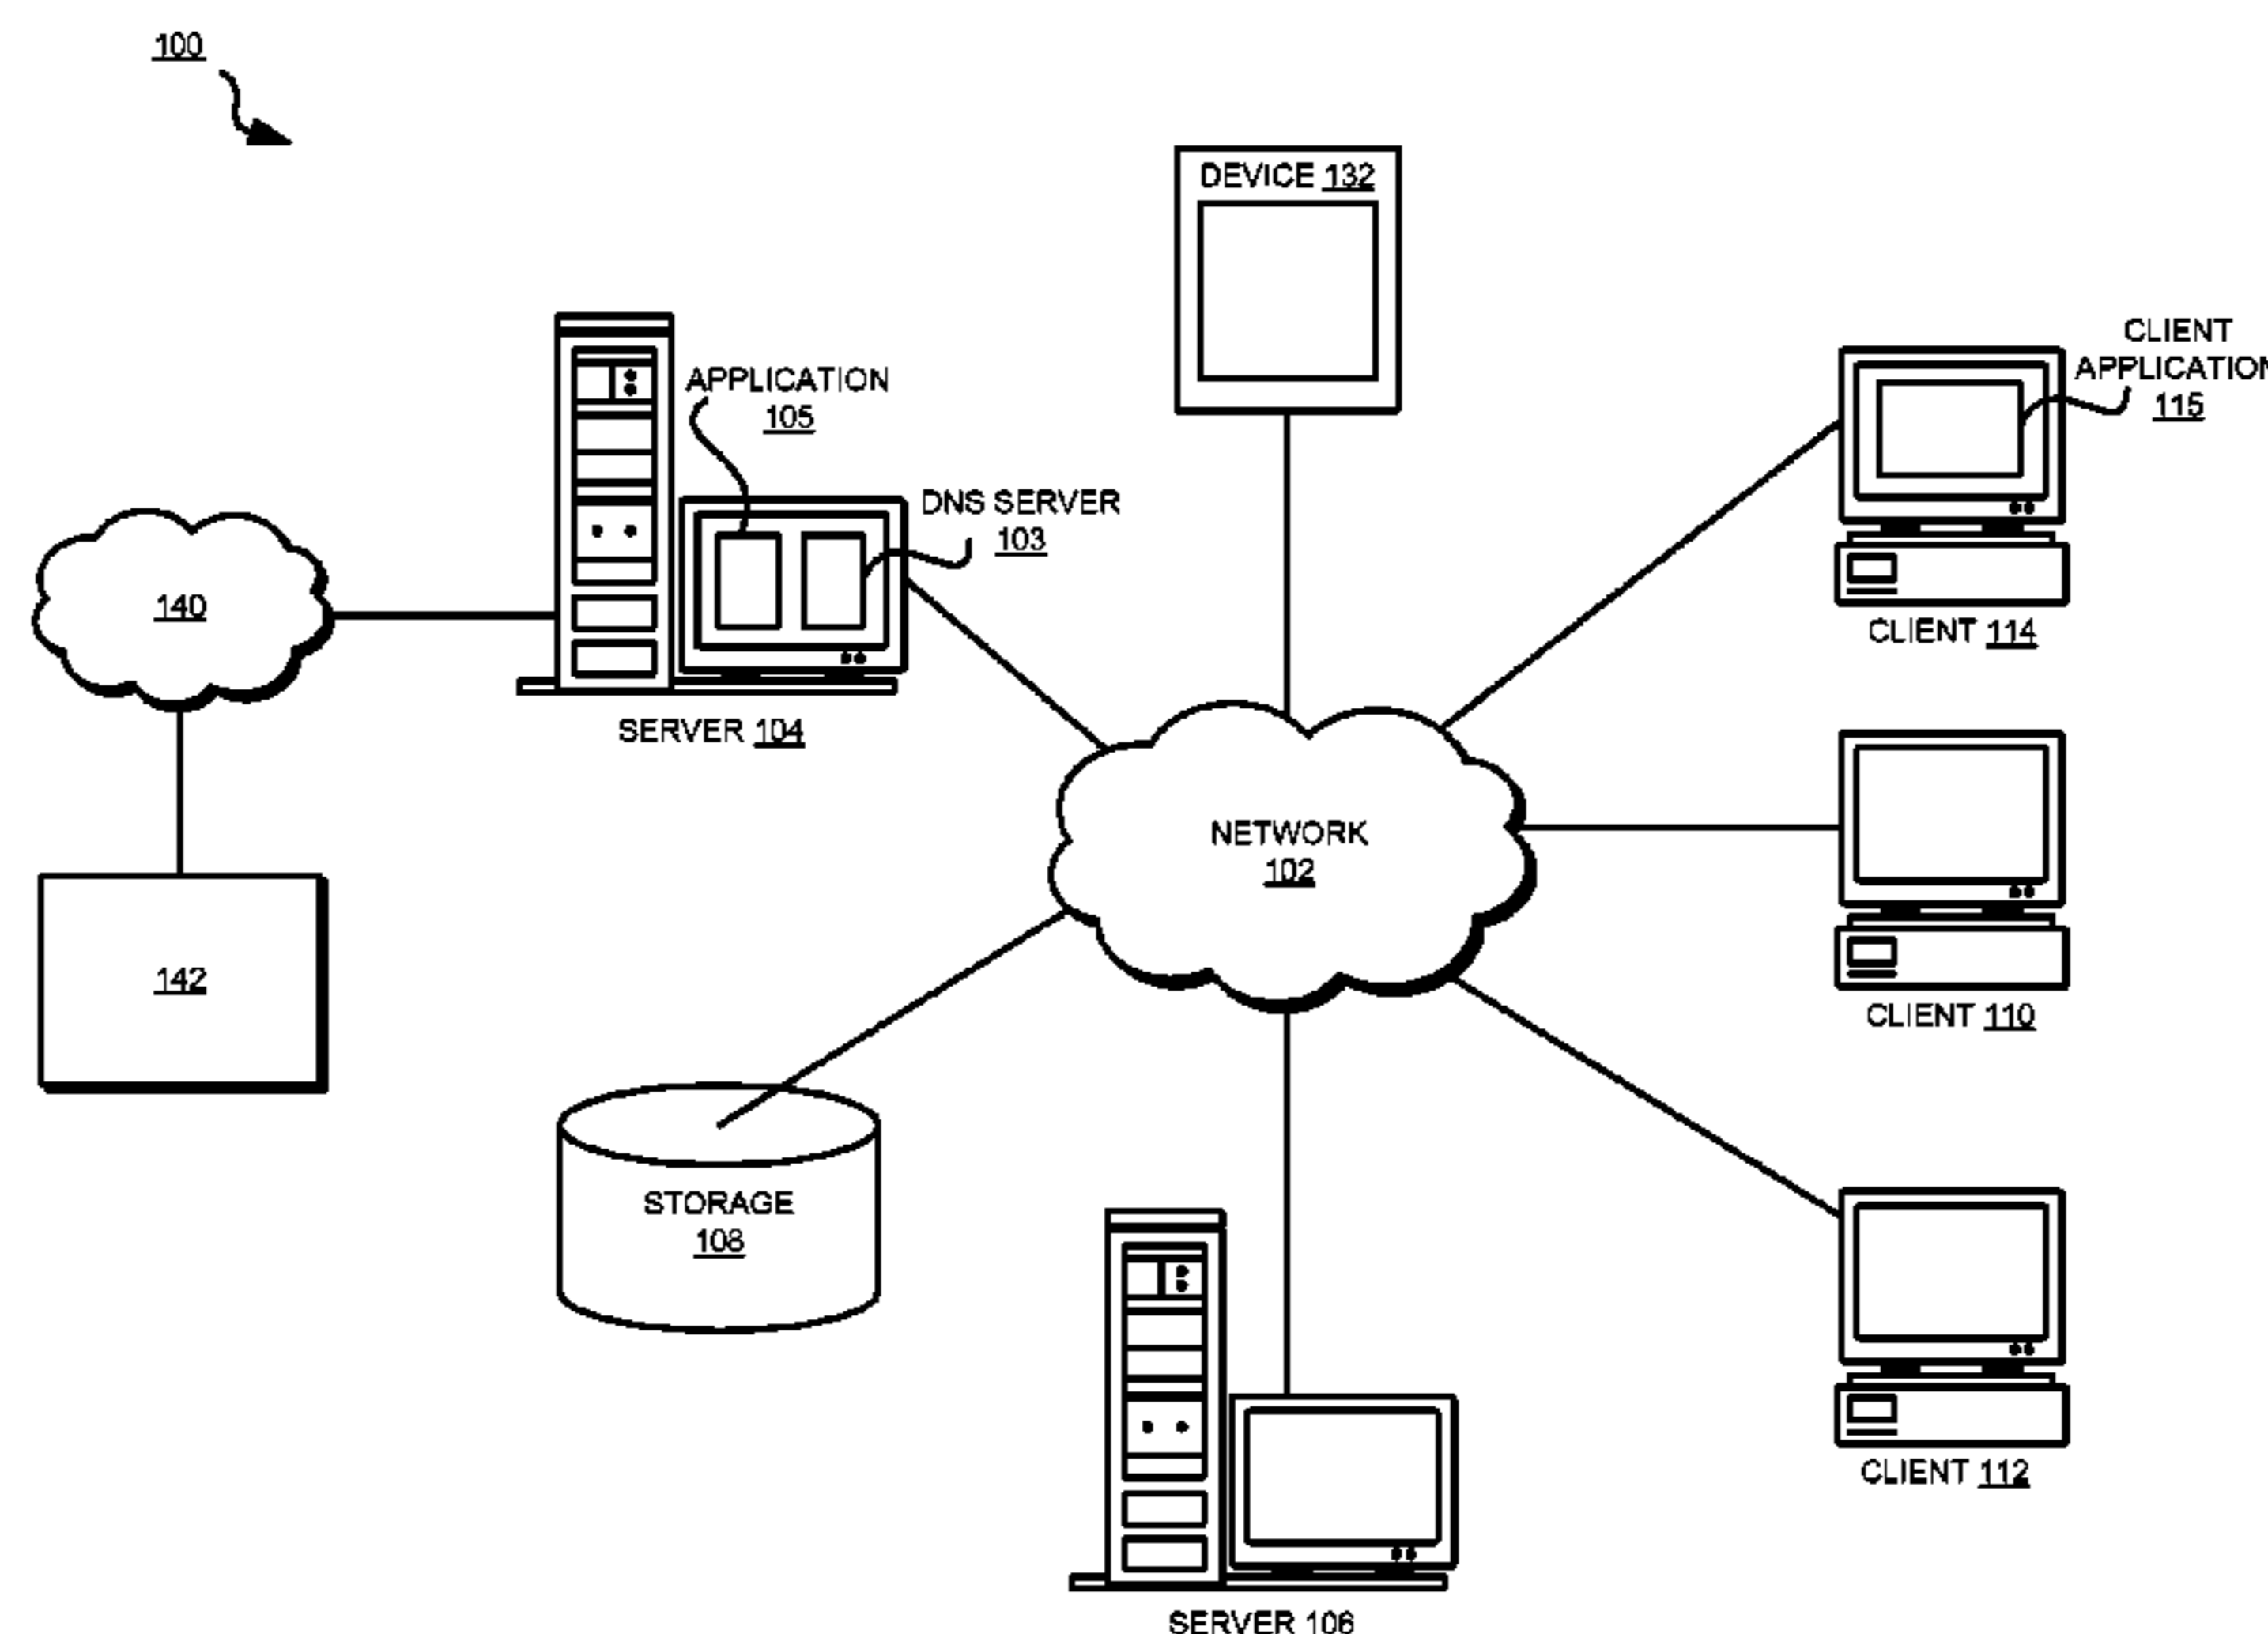 100
DEVICE 132
CLIENT
APPLICATION
115
APPLICATION
105
DNS SERVER
103
140
CLIENT 114
SERVER 104
NETWORK
102
142
CLIENT 110
STORAGE
108
CLIENT 112
SERVER 106